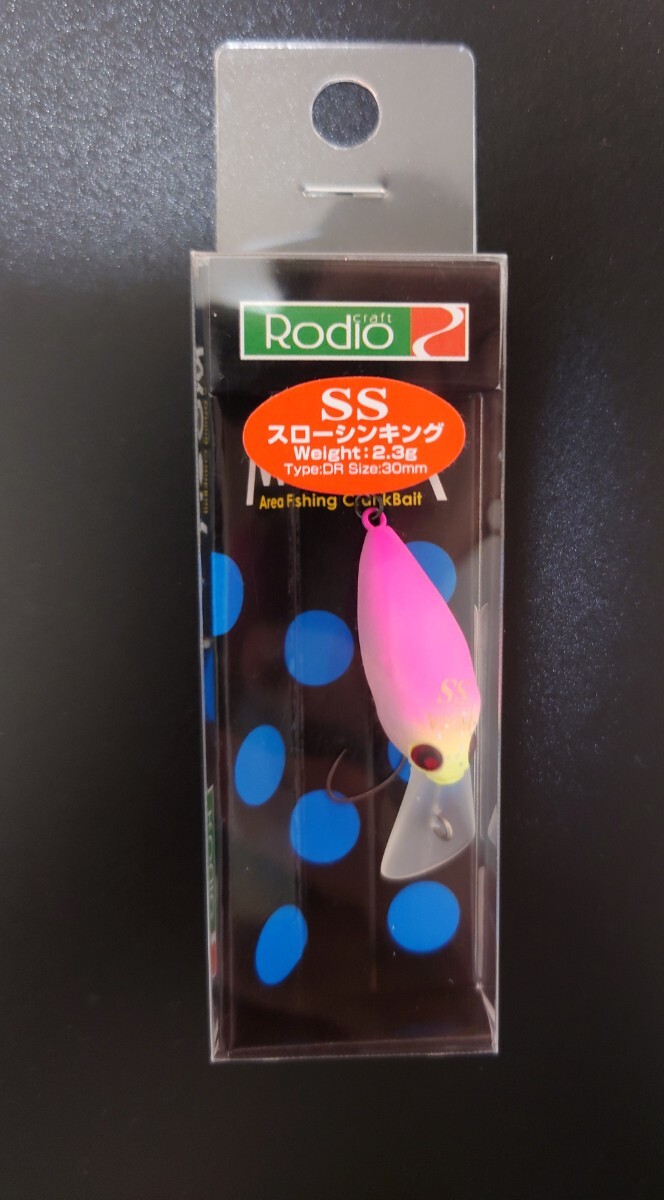 Rodio
craft
SS
スローシンキング
Weight:2.3g
Type:DR Size:30mm
Area Fishing CrankBait
SS
Rodio